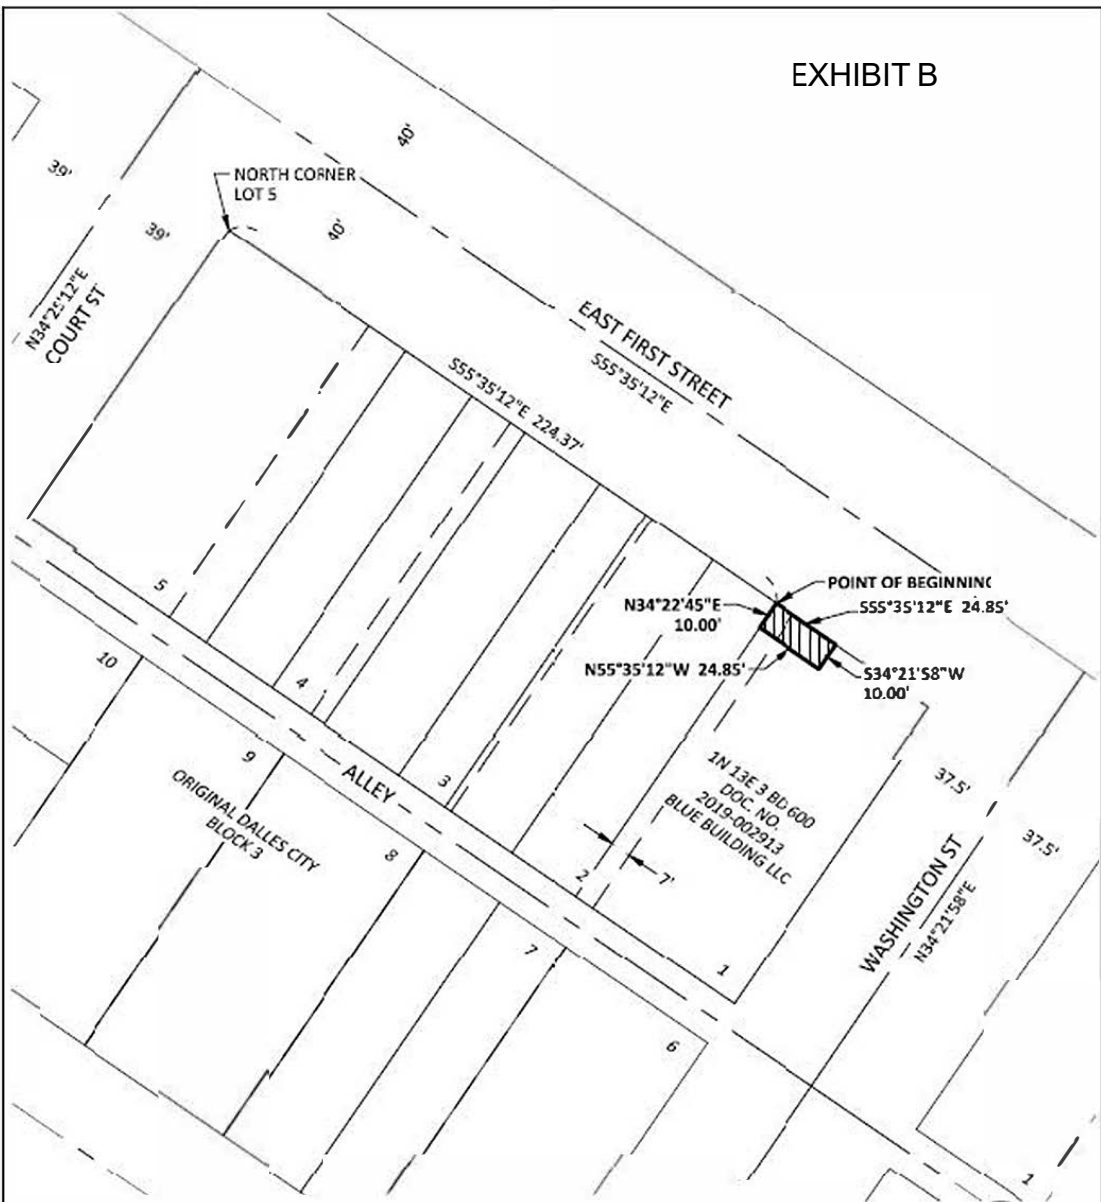 EXHIBIT B
40'
39'
NORTH CORNER
LOT 5
39'
40'
N34°25'12"E
COURT ST
EAST FIRST STREET
S55°35'12"E
S55°35'12"E 224.37'
POINT OF BEGINNING
S55°35'12"E 24.85'
N34°22'45"E
10.00'
N55°35'12"W 24.85'
S34°21'58"W
10.00'
5
4
3
2
1
10
9
8
7
6
ALLEY
ORIGINAL DALLES CITY
BLOCK 3
1N 13E 3 BD 600
DOC. NO.
2019-002913
BLUE BUILDING LLC
7'
37.5'
37.5'
WASHINGTON ST
N34°21'58"E
1